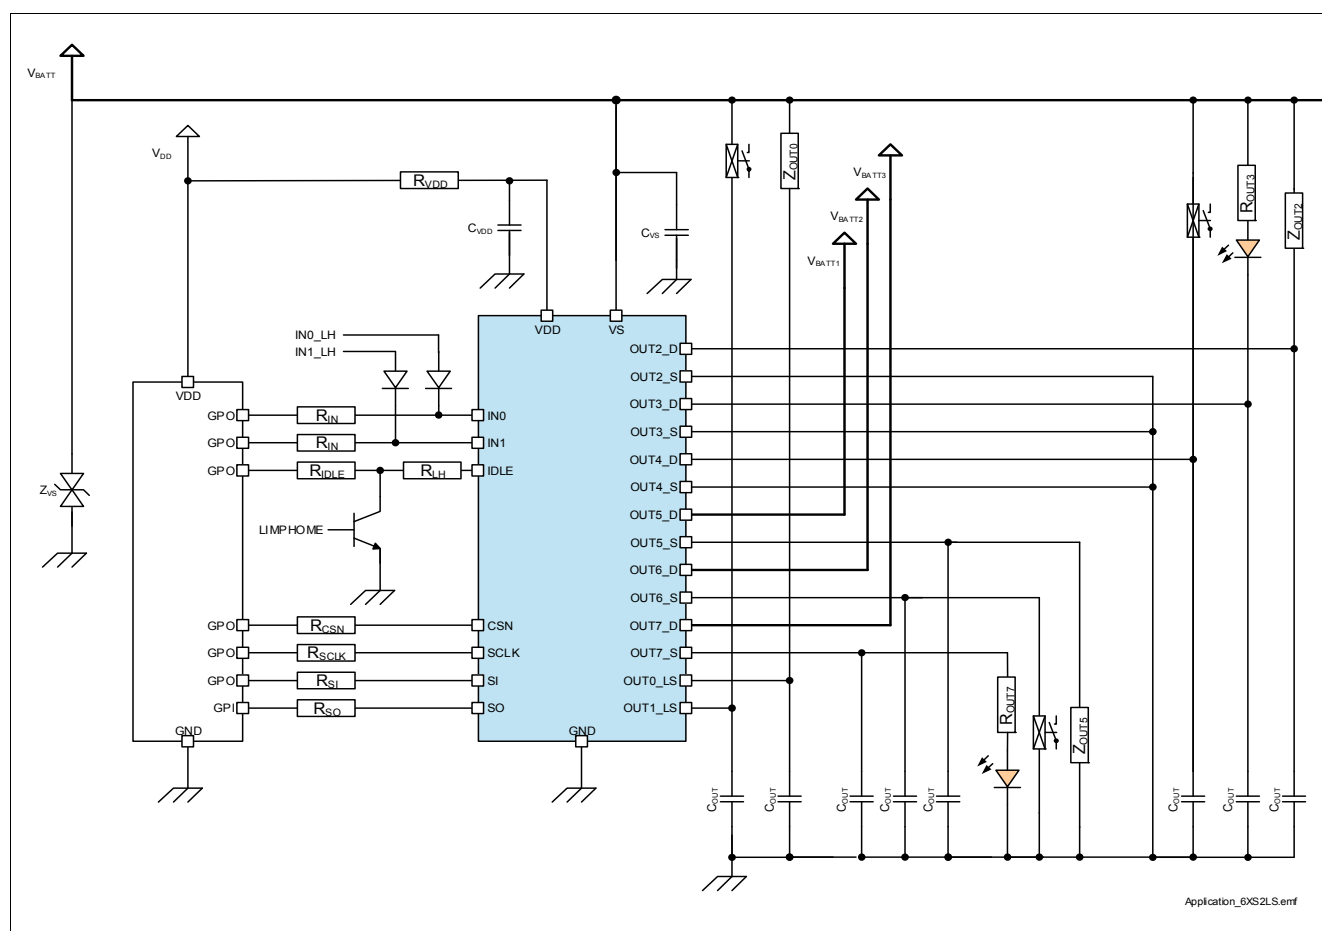 VBATT
VDD
RVDD
CVDD
CVS
ZOUT0
VBATT3
VBATT2
VBATT1
ROUT3
ZOUT2
IN0_LH
IN1_LH
VDD
VDD
VS
GPO
RIN
IN0
GPO
RIN
IN1
GPO
RIDLE
RLH
IDLE
ZVS
LIMPHOME
GPO
RCSN
CSN
GPO
RSCLK
SCLK
GPO
RSI
SI
GPI
RSO
SO
GND
GND
OUT2_D
OUT2_S
OUT3_D
OUT3_S
OUT4_D
OUT4_S
OUT5_D
OUT5_S
OUT6_D
OUT6_S
OUT7_D
OUT7_S
OUT0_LS
OUT1_LS
ROUT7
ZOUT5
COUT
COUT
COUT
COUT
COUT
COUT
COUT
COUT
Application_6XS2LS.emf